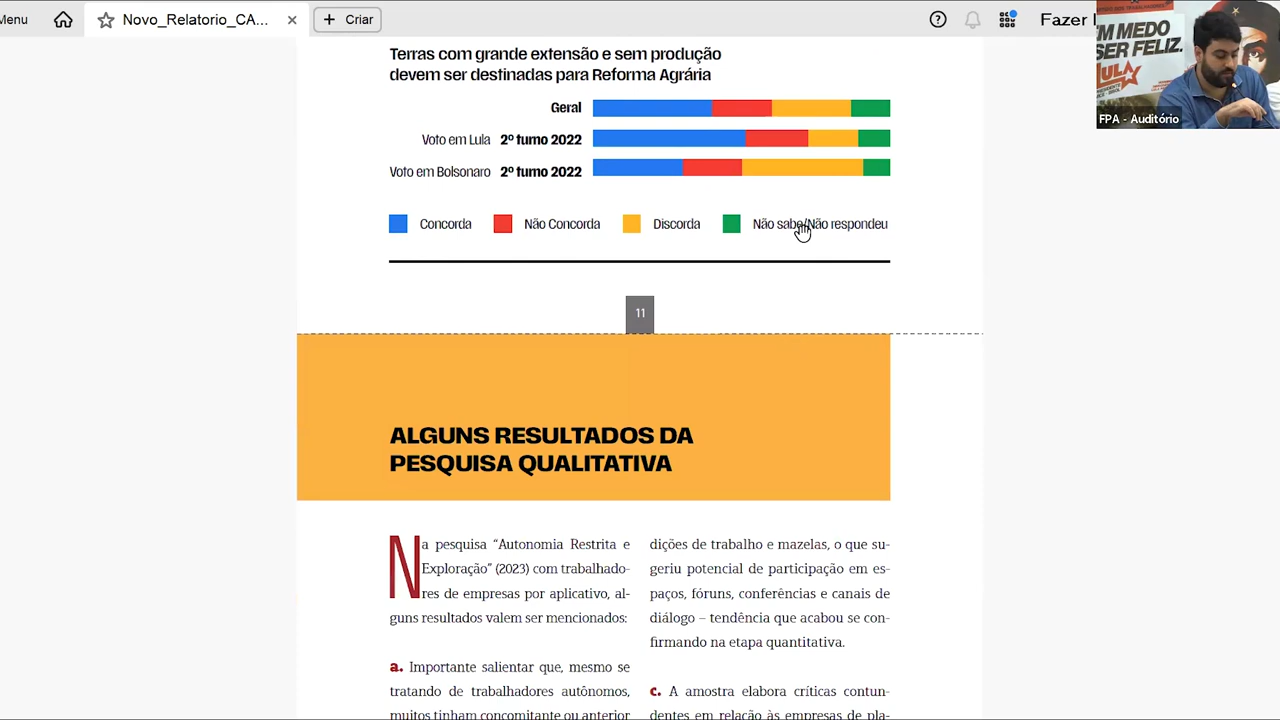 Menu
Novo_Relatorio_CA...
Criar
Fazer
EM MEDO
SER FELIZ.
LULA
FPA - Auditório
Terras com grande extensão e sem produção
devem ser destinadas para Reforma Agrária
Geral
Voto em Lula 2º turno 2022
Voto em Bolsonaro 2º turno 2022
Concorda Não Concorda Discorda Não sabe/Não respondeu
11
ALGUNS RESULTADOS DA
PESQUISA QUALITATIVA
Na pesquisa “Autonomia Restrita e
Exploração” (2023) com trabalhado-
res de empresas por aplicativo, al-
guns resultados valem ser mencionados:
a. Importante salientar que, mesmo se
tratando de trabalhadores autônomos,
muitos tinham concomitante ou anterior
dições de trabalho e mazelas, o que su-
geriu potencial de participação em es-
paços, fóruns, conferências e canais de
diálogo – tendência que acabou se con-
firmando na etapa quantitativa.
c. A amostra elabora críticas contun-
dentes em relação às empresas de pla-